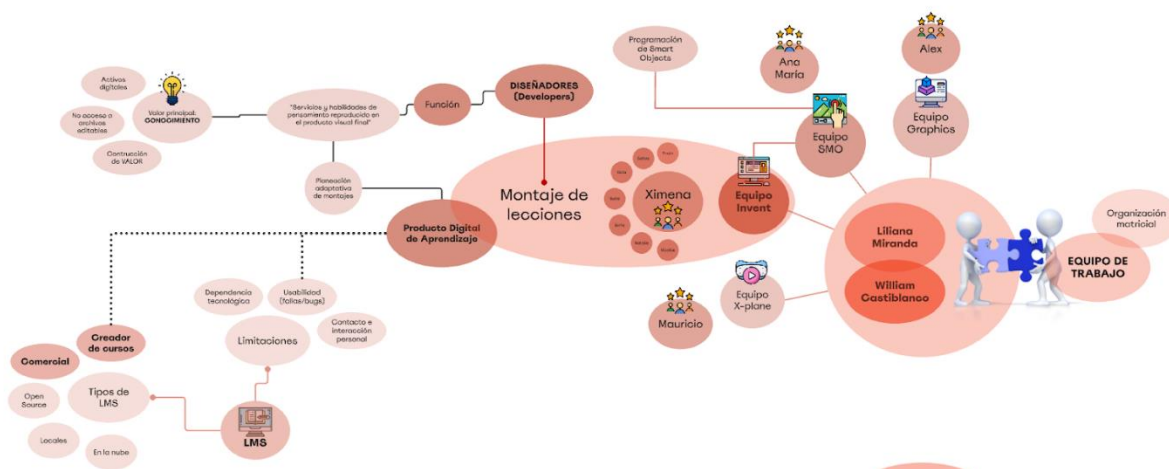 Activos
digitales
No acceso a
archivos
editables
Contrucción
de VALOR
Valor principal:
CONOCIMIENTO
"Servicios y habilidades de
pensamiento reproducido en
el producto visual final"
Función
DISEÑADORES
(Developers)
Planeación
adaptativa
de montajes
Producto Digital
de Aprendizaje
Montaje de
lecciones
Ximena
Programación
de Smart
Objects
Ana
María
Alex
Equipo
SMO
Equipo
Graphics
Equipo
Invent
Equipo
X-plane
Mauricio
Liliana
Miranda
William
Castiblanco
EQUIPO DE
TRABAJO
Organización
matricial
Dependencia
tecnológica
Usabilidad
(fallas/bugs)
Contacto e
interacción
personal
Limitaciones
Creador
de cursos
Comercial
Open
Source
Tipos de
LMS
Locales
En la nube
LMS